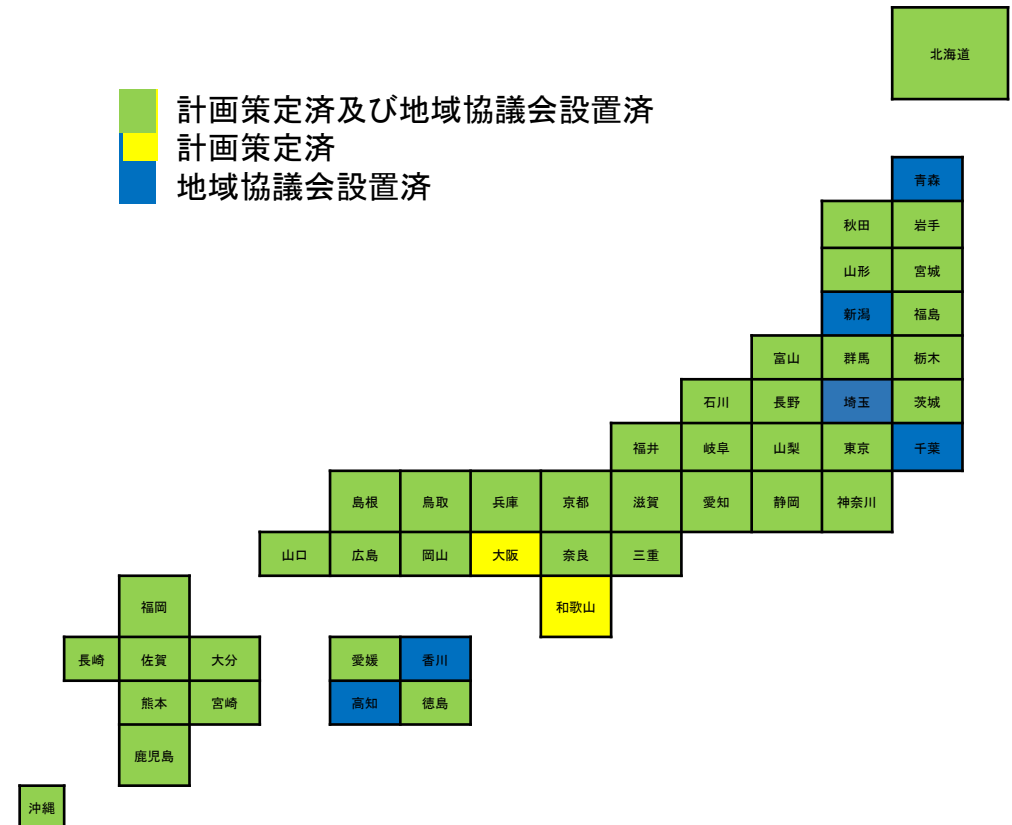 北海道
計画策定済及び地域協議会設置済
計画策定済
地域協議会設置済
青森
秋田 岩手
山形 宮城
新潟 福島
富山 群馬 栃木
石川 長野 埼玉 茨城
福井 岐阜 山梨 東京 千葉
島根 鳥取 兵庫 京都 滋賀 愛知 静岡 神奈川
山口 広島 岡山 大阪 奈良 三重
福岡 和歌山
長崎 佐賀 大分 愛媛 香川
熊本 宮崎 高知 徳島
鹿児島
沖縄